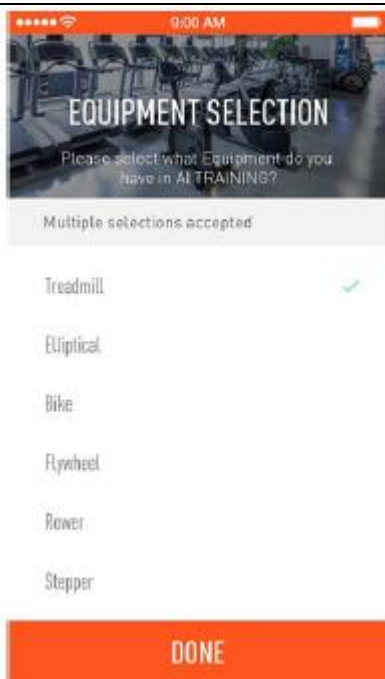 9:00 AM
EQUIPMENT SELECTION
Please select what Equipment do you
have in AI TRAINING?
Multiple selections accepted
Treadmill
Elliptical
Bike
Flywheel
Rower
Stepper
DONE